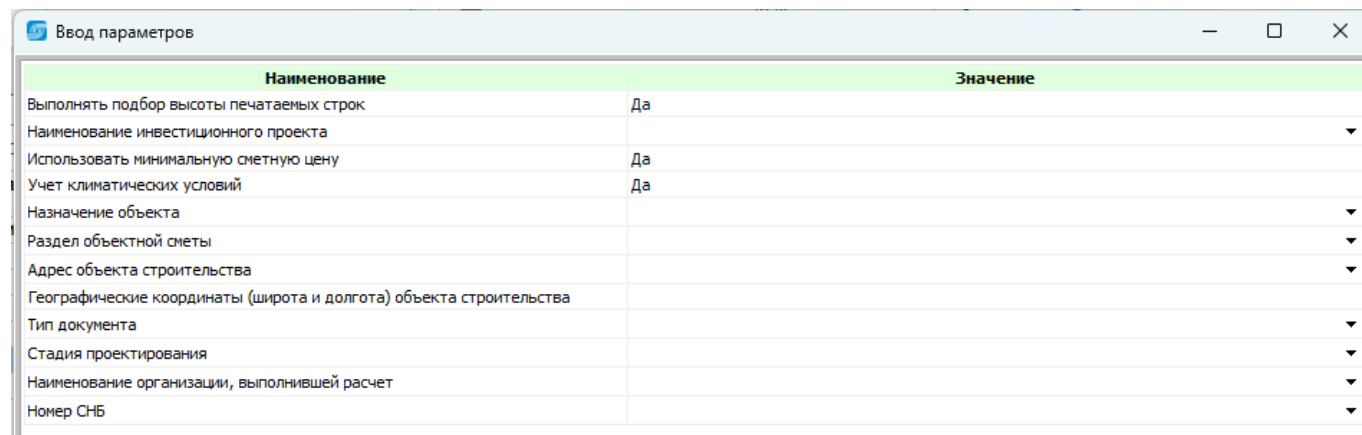 Ввод параметров
Наименование Значение
Выполнять подбор высоты печатаемых строк Да
Наименование инвестиционного проекта
Использовать минимальную сметную цену Да
Учет климатических условий Да
Назначение объекта
Раздел объектной сметы
Адрес объекта строительства
Географические координаты (широта и долгота) объекта строительства
Тип документа
Стадия проектирования
Наименование организации, выполнившей расчет
Номер СНБ